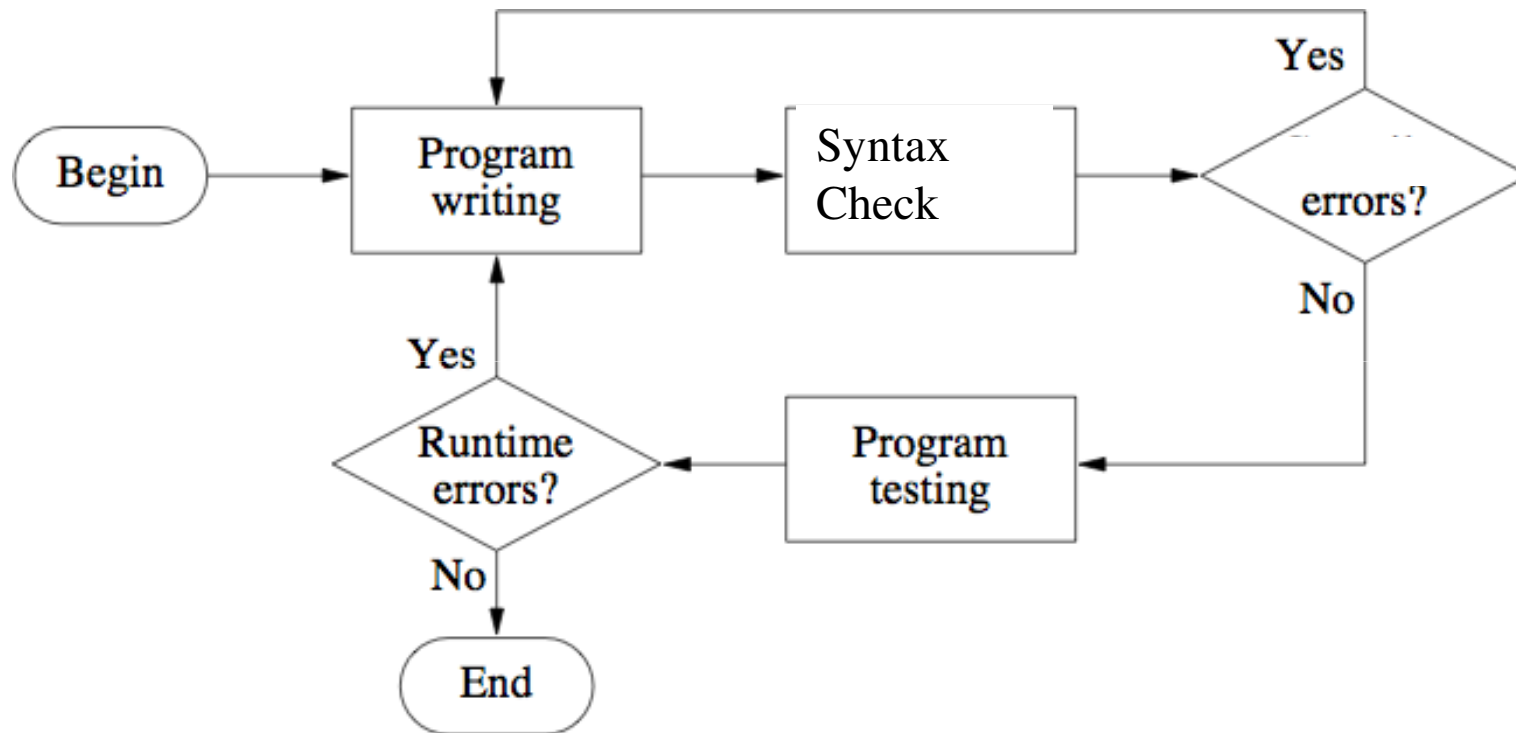 Begin
Program
writing
Syntax
Check
errors?
Yes
No
Program
testing
Runtime
errors?
Yes
No
End